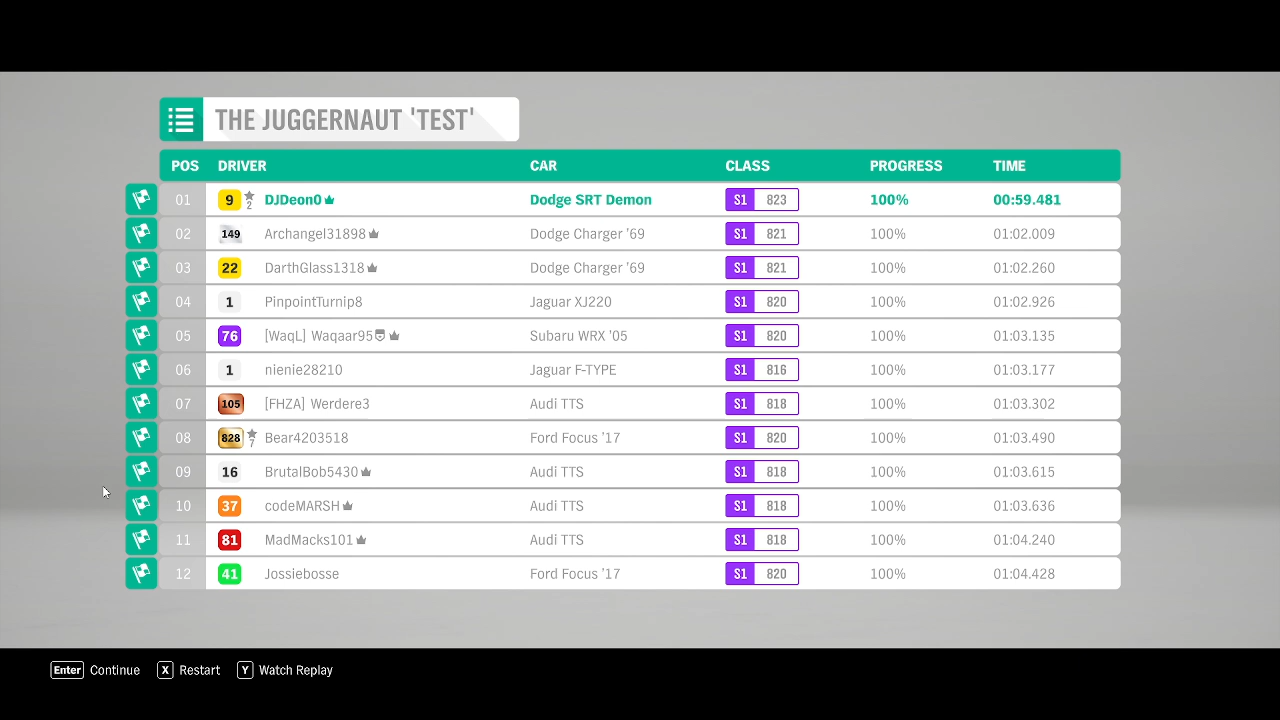 THE JUGGERNAUT 'TEST'
POS DRIVER CAR CLASS PROGRESS TIME
01 9 2 DJDeon0 Dodge SRT Demon S1 823 100% 00:59.481
02 149 Archangel31898 Dodge Charger '69 S1 821 100% 01:02.009
03 22 DarthGlass1318 Dodge Charger '69 S1 821 100% 01:02.260
04 1 PinpointTurnip8 Jaguar XJ220 S1 820 100% 01:02.926
05 76 [WaqL] Waqaar95 Subaru WRX '05 S1 820 100% 01:03.135
06 1 nienie28210 Jaguar F-TYPE S1 816 100% 01:03.177
07 105 [FHZA] Werdere3 Audi TTS S1 818 100% 01:03.302
08 828 7 Bear4203518 Ford Focus '17 S1 820 100% 01:03.490
09 16 BrutalBob5430 Audi TTS S1 818 100% 01:03.615
10 37 codeMARSH Audi TTS S1 818 100% 01:03.636
11 81 MadMacks101 Audi TTS S1 818 100% 01:04.240
12 41 Jossiebosse Ford Focus '17 S1 820 100% 01:04.428
Enter Continue X Restart Y Watch Replay